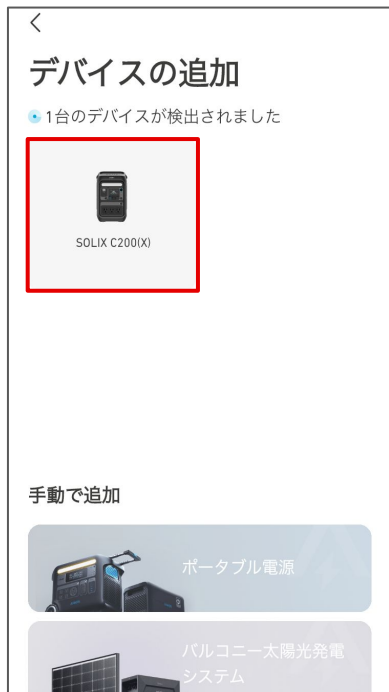 デバイスの追加
1台のデバイスが検出されました
SOLIX C200(X)
手動で追加
ポータブル電源
バルコニー太陽光発電
システム